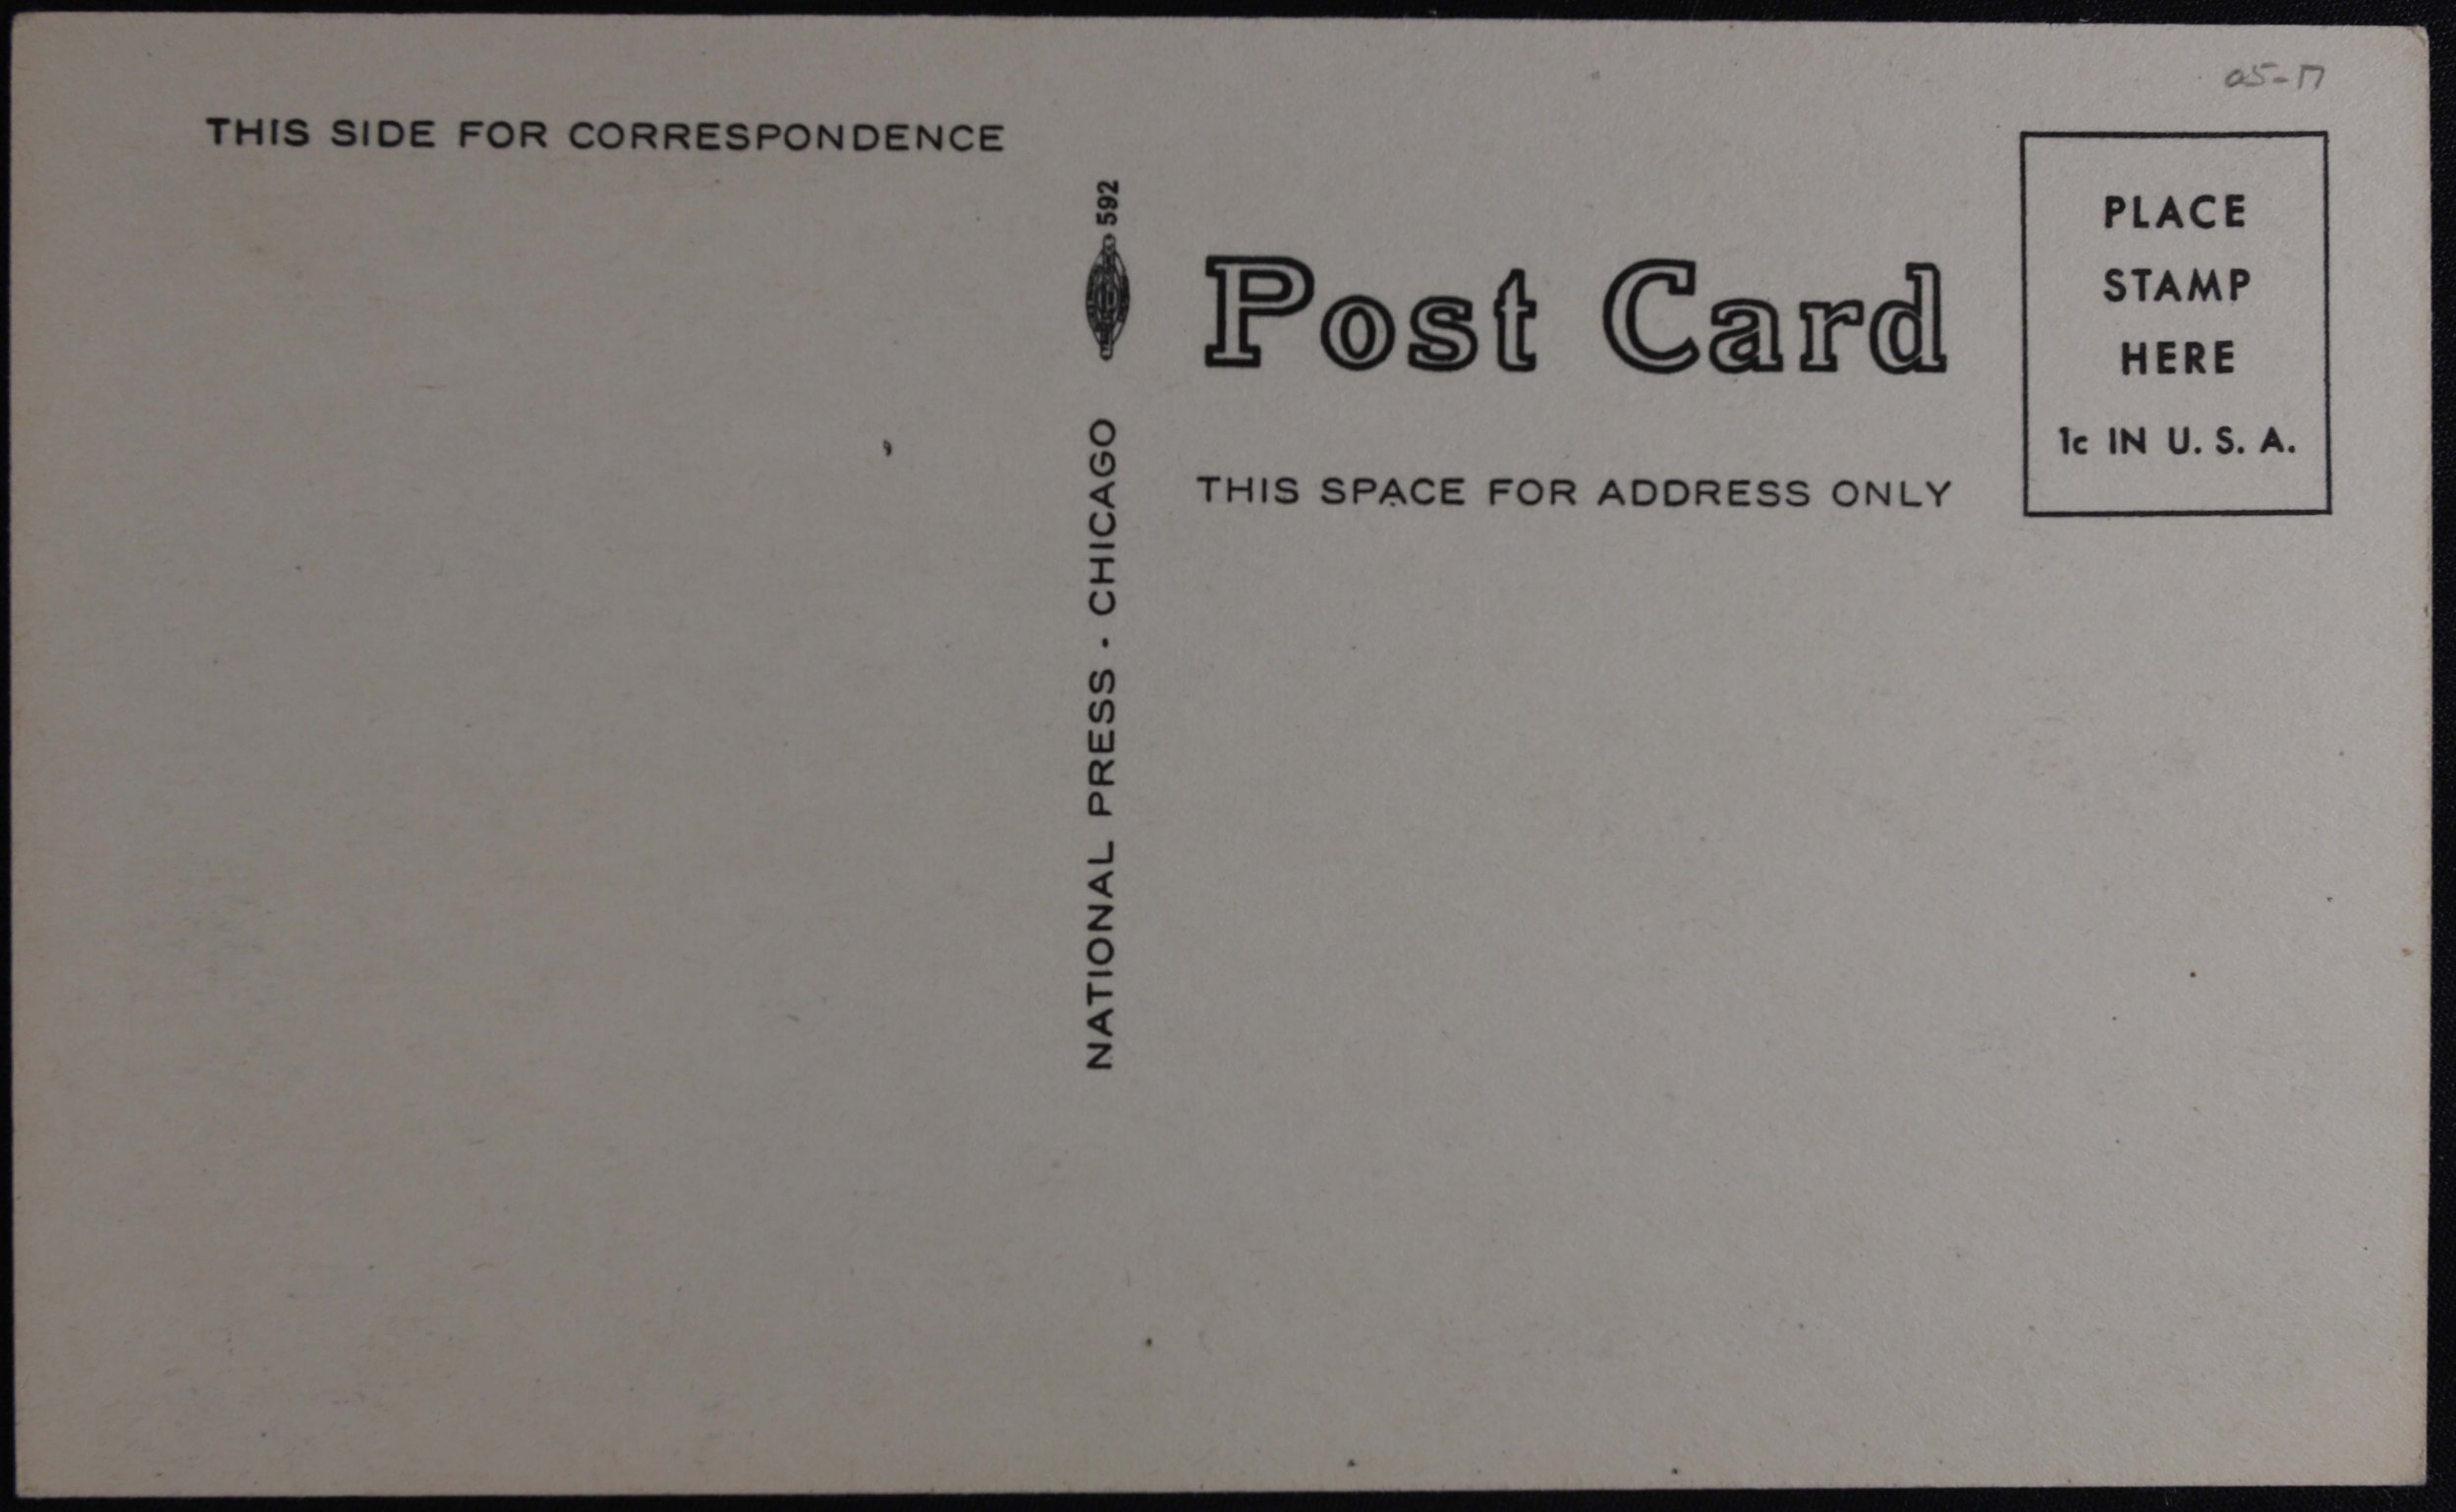 05-17
THIS SIDE FOR CORRESPONDENCE
592
NATIONAL PRESS · CHICAGO
Post Card
THIS SPACE FOR ADDRESS ONLY
PLACE
STAMP
HERE
1c IN U. S. A.